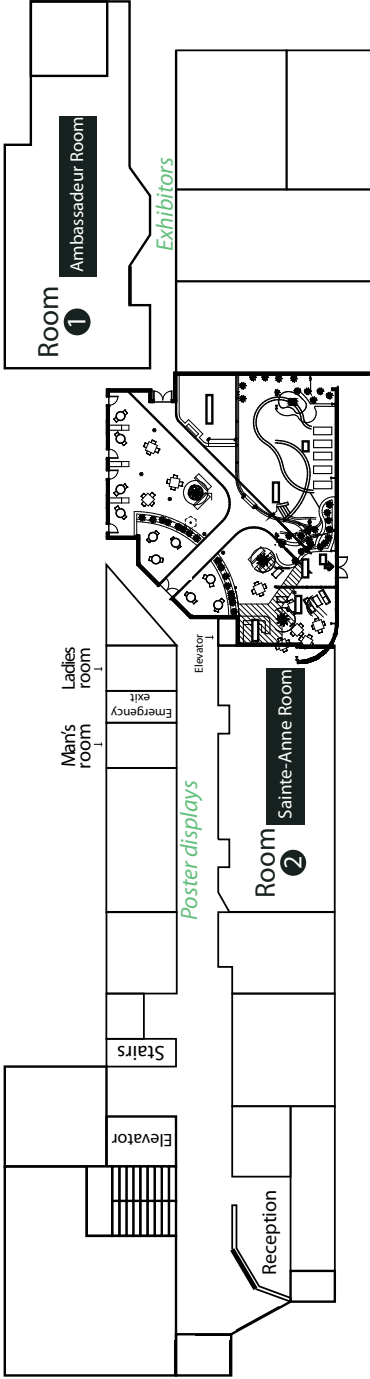 Room
1
Ambassadeur Room
Exhibitors
Ladies
room
Emergency
exit
Man's
room
Elevator
Poster displays
Room
2
Sainte-Anne Room
Stairs
Elevator
Reception